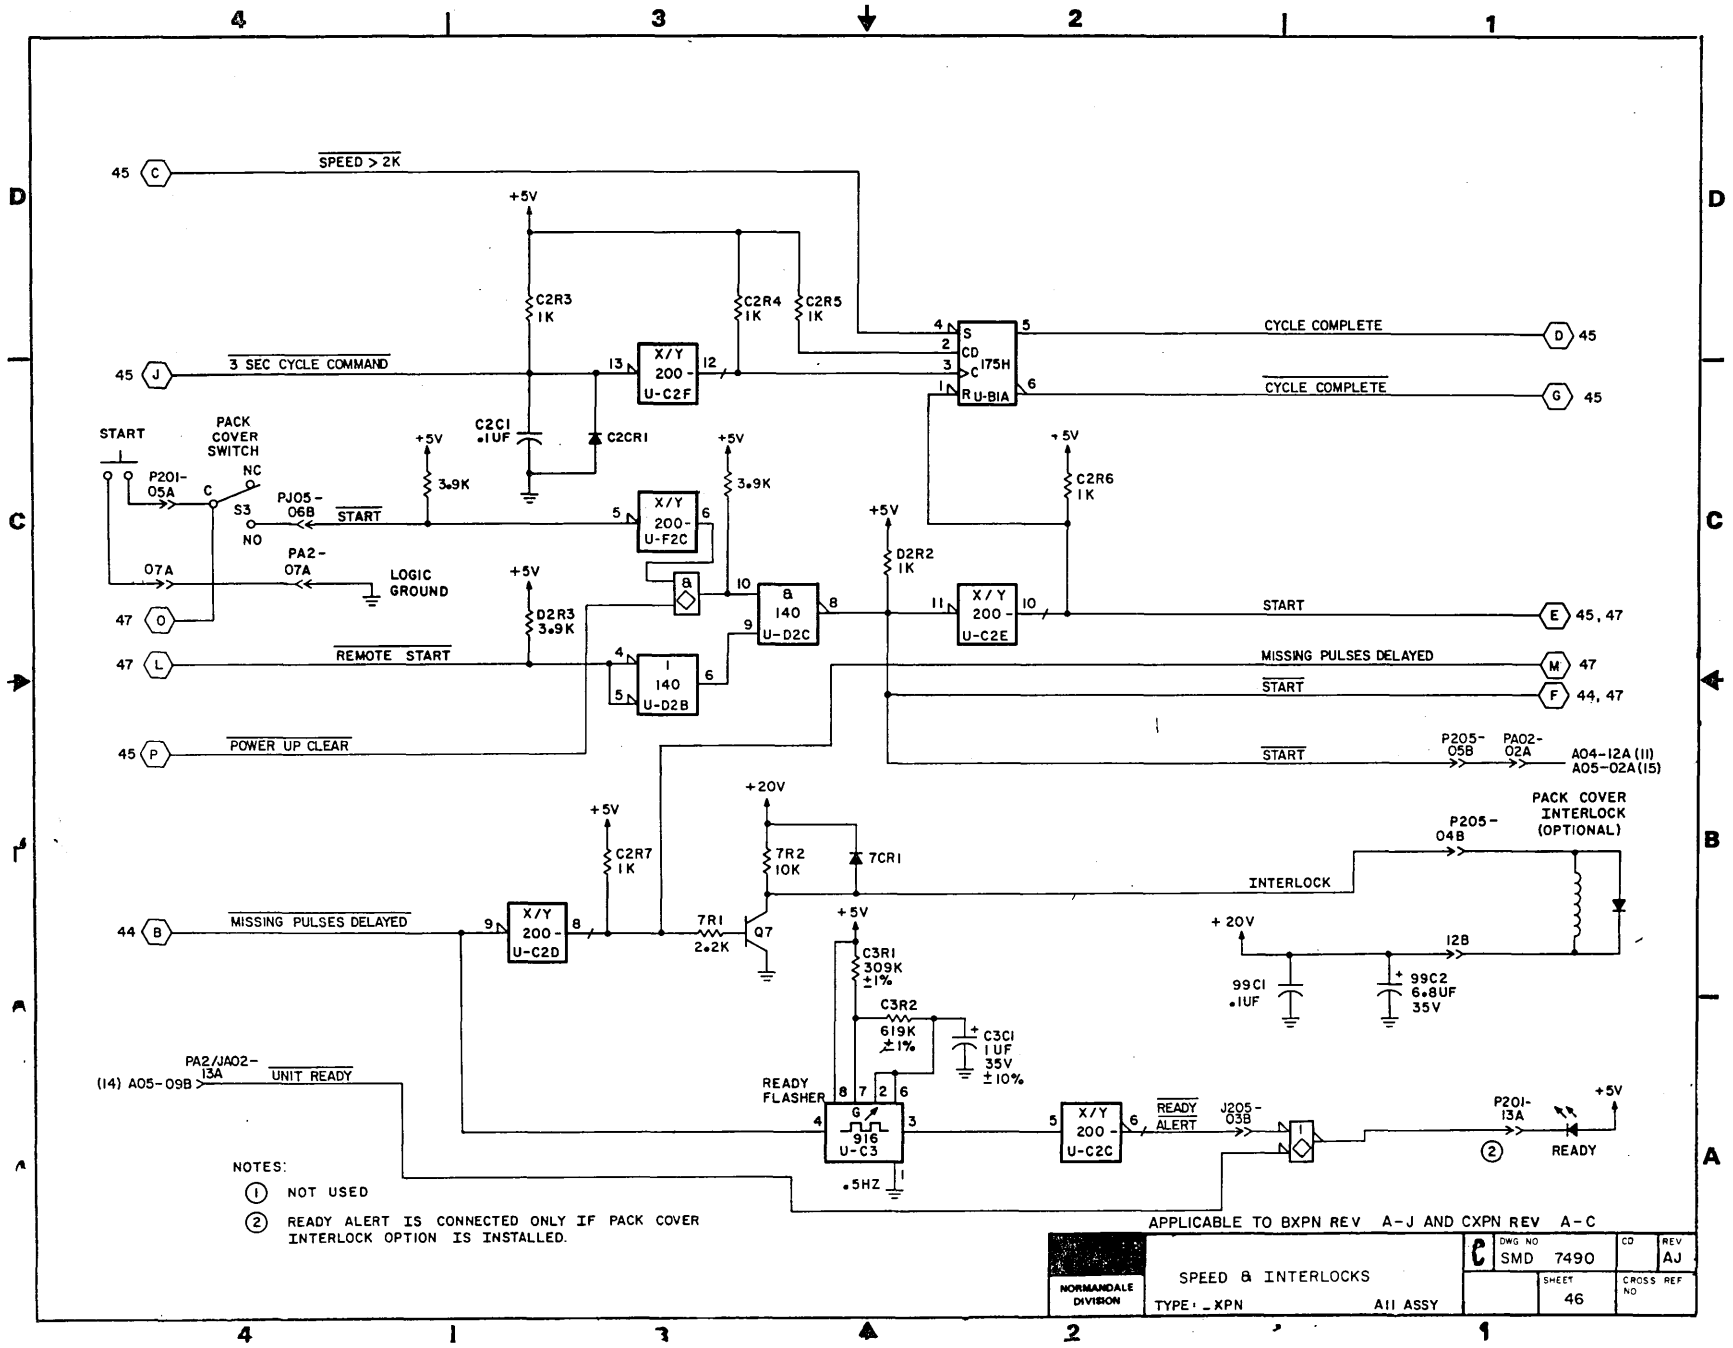 4 3 2 1
D D
C C
B B
A A
45 C SPEED > 2K
+5V
C2R3 1K
C2R4 1K
C2R5 1K
4 S 5
2 CD
3 C 175H
1 R U-B1A 6
CYCLE COMPLETE D 45
CYCLE COMPLETE G 45
45 J 3 SEC CYCLE COMMAND
13 X/Y 12
200-
U-C2F
C2C1
.1UF
C2CR1
START
PACK
COVER
SWITCH
NC
P201-
05A
C
S3
NO
PJ05-
06B
START
+5V
3.9K
5 X/Y 6
200-
U-F2C
+5V
3.9K
+5V
C2R6
1K
07A
PA2-
07A
LOGIC
GROUND
47 O
+5V
D2R3
3.9K
&
10 & 8
140
9 U-D2C
+5V
D2R2
1K
11 X/Y 10
200-
U-C2E
START E 45, 47
47 L REMOTE START
4 1 6
140
5 U-D2B
MISSING PULSES DELAYED M 47
START F 44, 47
45 P POWER UP CLEAR
START
P205-
05B
PA02-
02A
A04-12A (11)
A05-02A (15)
+5V
C2R7
1K
+20V
7R2
10K
7CR1
PACK COVER
INTERLOCK
(OPTIONAL)
P205-
04B
INTERLOCK
44 B MISSING PULSES DELAYED
9 X/Y 8
200-
U-C2D
7R1
2.2K
Q7
+5V
C3R1
309K
±1%
+20V
12B
99C1
.1UF
+
99C2
6.8UF
35V
C3R2
619K
±1%
+
C3C1
1UF
35V
±10%
(14) A05-09B
PA2/JA02-
13A
UNIT READY
READY
FLASHER
8 7 2 6
4 G 3
916
U-C3
1
.5HZ
5 X/Y 6
200-
U-C2C
READY
ALERT
J205-
03B
1
P201-
13A
2
+5V
READY
NOTES:
1 NOT USED
2 READY ALERT IS CONNECTED ONLY IF PACK COVER
INTERLOCK OPTION IS INSTALLED.
APPLICABLE TO BXPN REV A-J AND CXPN REV A-C
NORMANDALE
DIVISION
SPEED & INTERLOCKS
TYPE: _XPN A11 ASSY
C
DWG NO
SMD 7490
CD
REV
AJ
SHEET
46
CROSS REF
NO
4 3 2 1